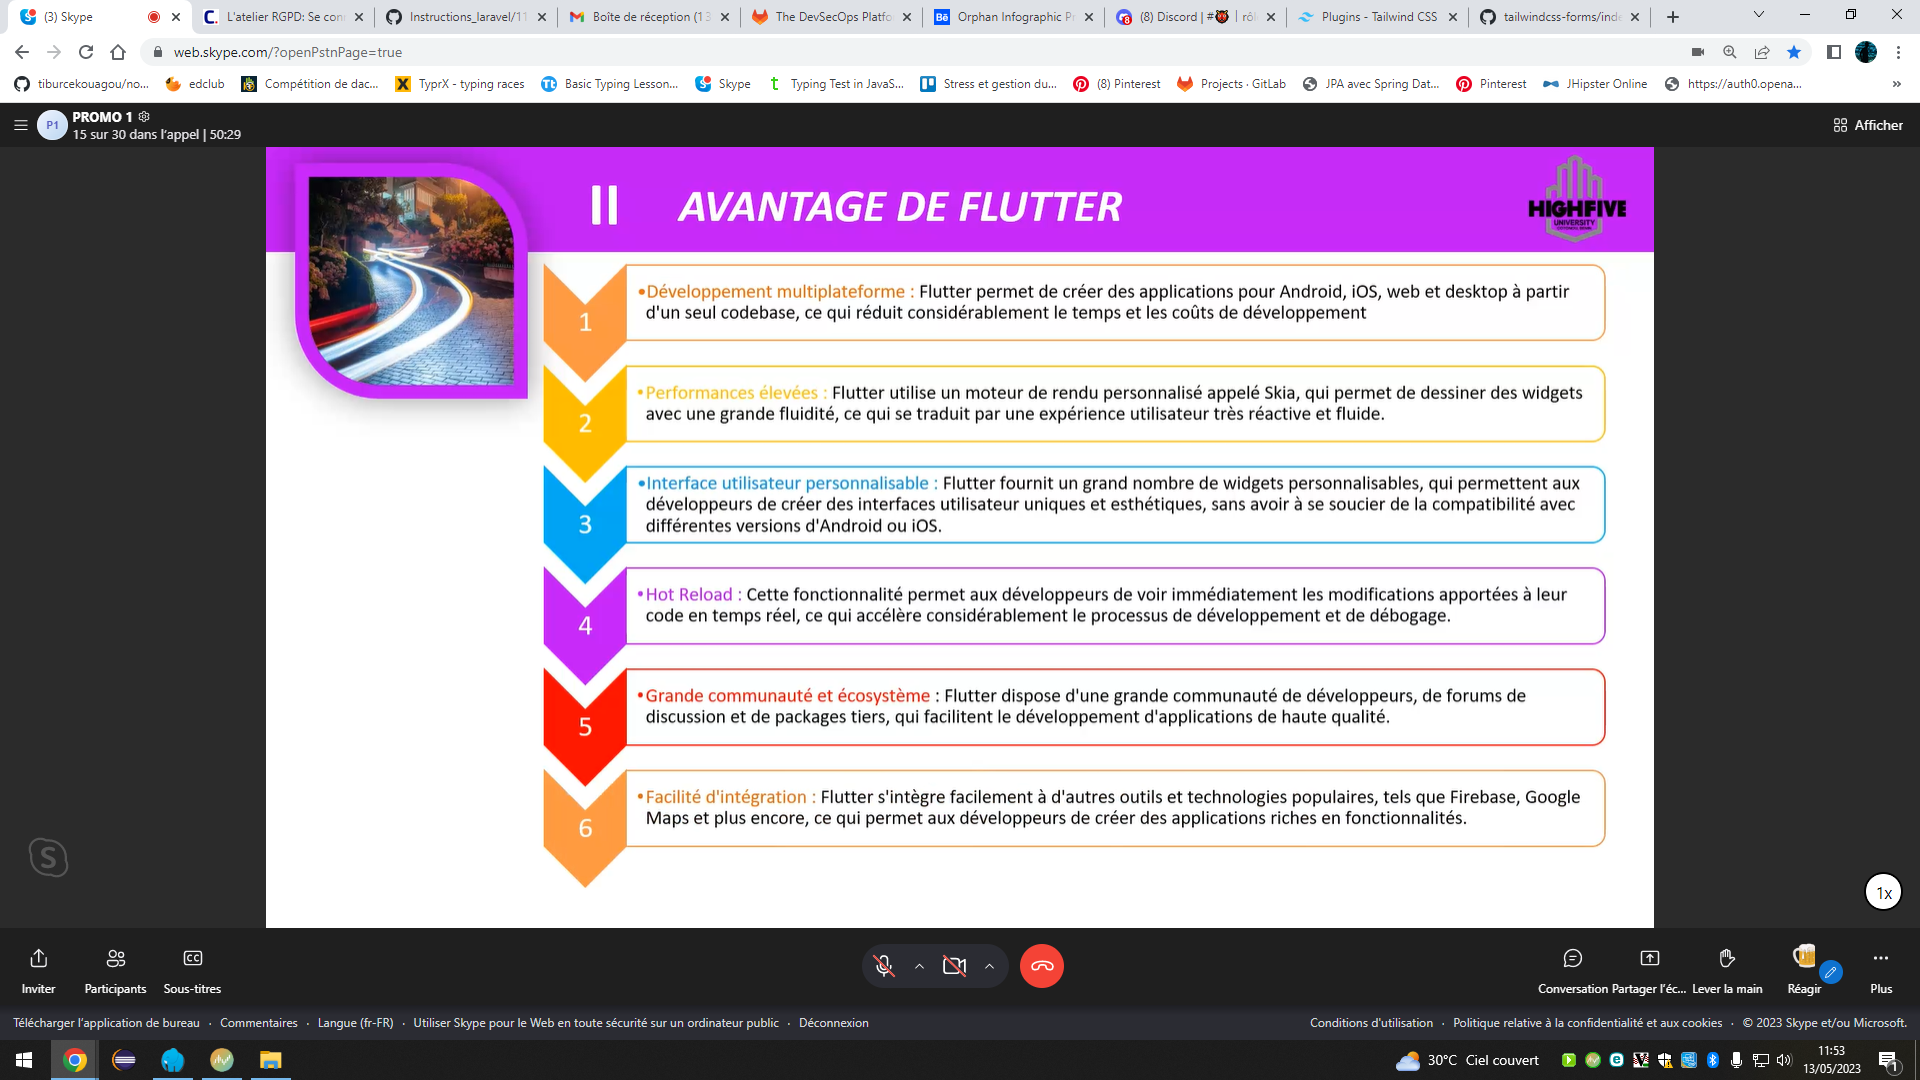 (3) Skype
L'atelier RGPD: Se con
Instructions_laravel/11
Boîte de réception (13
The DevSecOps Platfo
Orphan Infographic P
(8) Discord | #
| rôl
Plugins - Tailwind CSS
tailwindcss-forms/inde
web.skype.com/?openPstnPage=true
tiburcekouagou/no...
edclub
Compétition de dac...
TyprX - typing races
Basic Typing Lesson...
Skype
Typing Test in JavaS...
Stress et gestion du...
(8) Pinterest
Projects · GitLab
JPA avec Spring Dat...
Pinterest
JHipster Online
https://auth0.opena...
P1
PROMO 1
15 sur 30 dans l'appel | 50:29
Afficher
II AVANTAGE DE FLUTTER
HIGHFIVE
UNIVERSITY
1
•Développement multiplateforme : Flutter permet de créer des applications pour Android, iOS, web et desktop à partir
d'un seul codebase, ce qui réduit considérablement le temps et les coûts de développement
2
•Performances élevées : Flutter utilise un moteur de rendu personnalisé appelé Skia, qui permet de dessiner des widgets
avec une grande fluidité, ce qui se traduit par une expérience utilisateur très réactive et fluide.
3
•Interface utilisateur personnalisable : Flutter fournit un grand nombre de widgets personnalisables, qui permettent aux
développeurs de créer des interfaces utilisateur uniques et esthétiques, sans avoir à se soucier de la compatibilité avec
différentes versions d'Android ou iOS.
4
•Hot Reload : Cette fonctionnalité permet aux développeurs de voir immédiatement les modifications apportées à leur
code en temps réel, ce qui accélère considérablement le processus de développement et de débogage.
5
•Grande communauté et écosystème : Flutter dispose d'une grande communauté de développeurs, de forums de
discussion et de packages tiers, qui facilitent le développement d'applications de haute qualité.
6
•Facilité d'intégration : Flutter s'intègre facilement à d'autres outils et technologies populaires, tels que Firebase, Google
Maps et plus encore, ce qui permet aux développeurs de créer des applications riches en fonctionnalités.
1x
Inviter
Participants
Sous-titres
Conversation
Partager l'éc...
Lever la main
Réagir
Plus
Télécharger l'application de bureau · Commentaires · Langue (fr-FR) · Utiliser Skype pour le Web en toute sécurité sur un ordinateur public · Déconnexion
Conditions d'utilisation · Politique relative à la confidentialité et aux cookies · © 2023 Skype et/ou Microsoft.
30°C Ciel couvert
11:53
13/05/2023
1